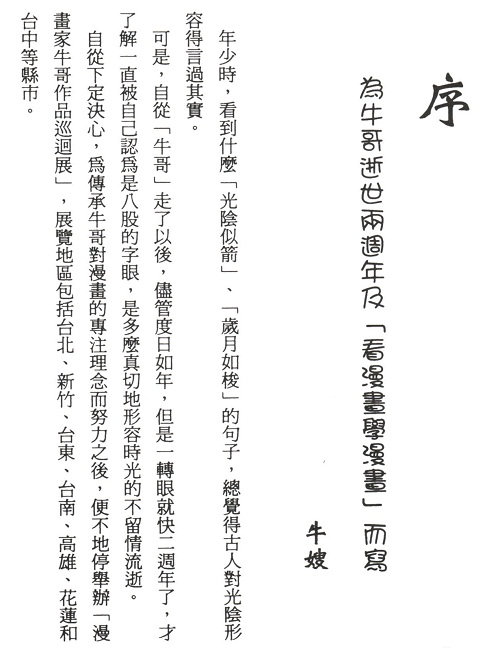 序
為牛哥逝世兩週年及「看漫畫學漫畫」而寫
牛嫂
年少時，看到什麼「光陰似箭」、「歲月如梭」的句子，總覺得古人對光陰形
容得言過其實。
可是，自從「牛哥」走了以後，儘管度日如年，但是一轉眼就快二週年了，才
了解一直被自己認爲是八股的字眼，是多麼真切地形容時光的不留情流逝。
自從下定決心，爲傳承牛哥對漫畫的專注理念而努力之後，便不地停舉辦「漫
畫家牛哥作品巡迴展」，展覽地區包括台北、新竹、台東、台南、高雄、花蓮和
台中等縣市。